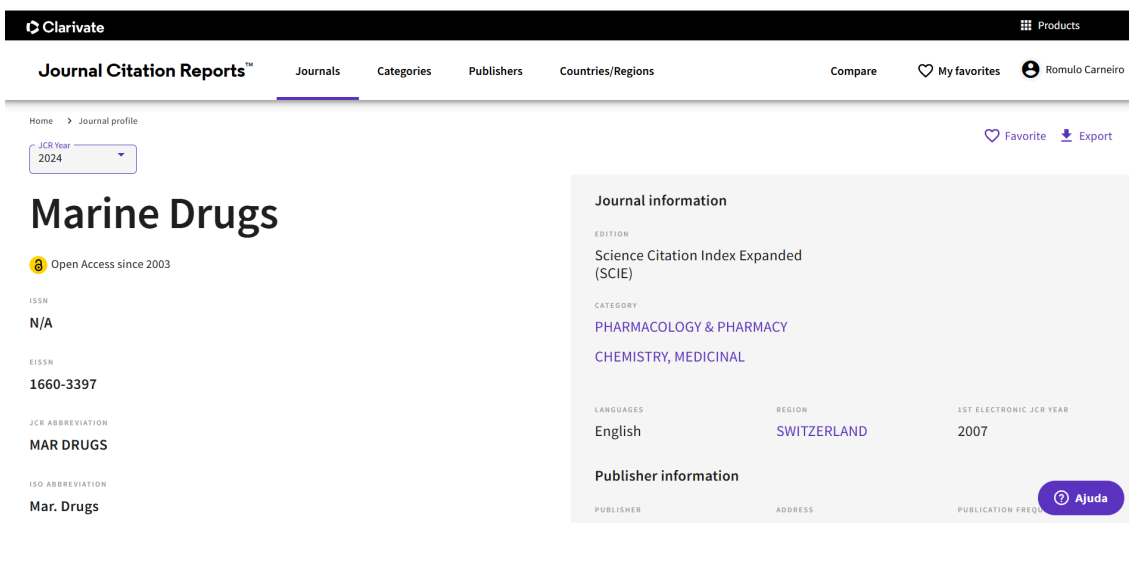 Clarivate
Products
Journal Citation Reports™
Journals
Categories
Publishers
Countries/Regions
Compare
My favorites
Romulo Carneiro
Home > Journal profile
Favorite
Export
JCR Year
2024
Marine Drugs
Open Access since 2003
ISSN
N/A
EISSN
1660-3397
JCR ABBREVIATION
MAR DRUGS
ISO ABBREVIATION
Mar. Drugs
Journal information
EDITION
Science Citation Index Expanded
(SCIE)
CATEGORY
PHARMACOLOGY & PHARMACY
CHEMISTRY, MEDICINAL
LANGUAGES
REGION
1ST ELECTRONIC JCR YEAR
English
SWITZERLAND
2007
Publisher information
PUBLISHER
ADDRESS
PUBLICATION
Ajuda